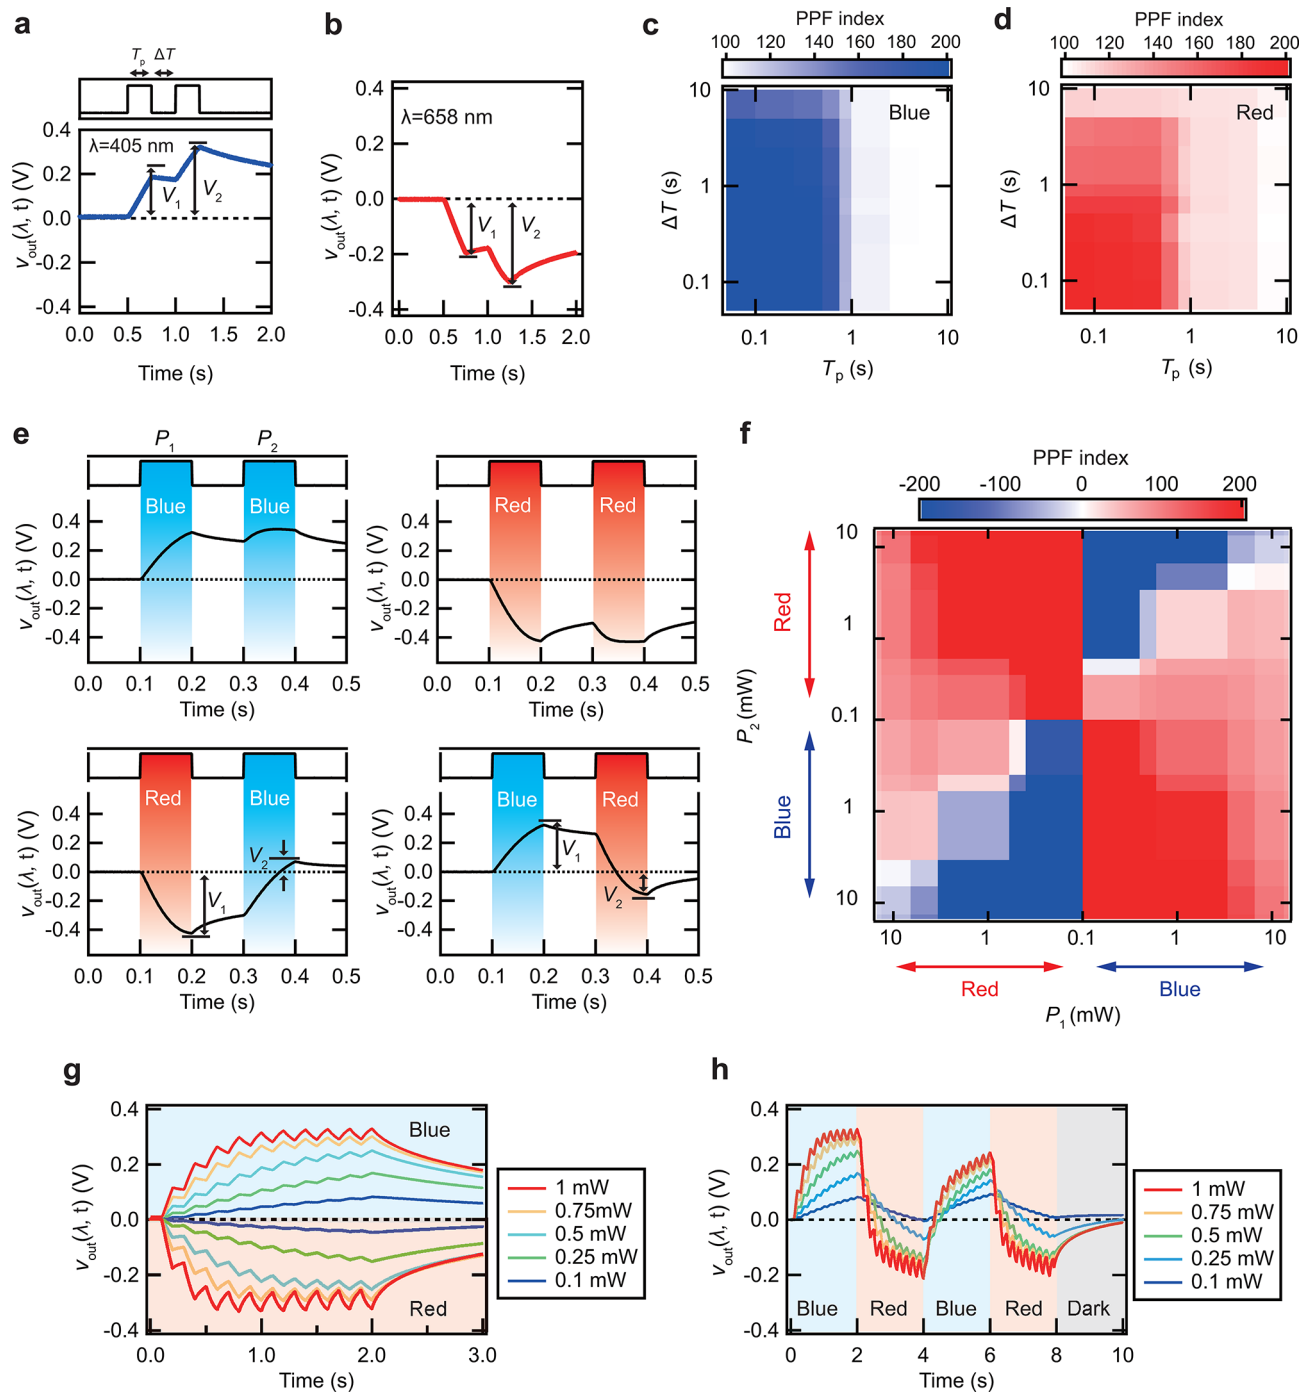 a
T_p ΔT
0.4
0.2
0.0
-0.2
-0.4
v_out(λ, t) (V)
λ=405 nm
V_1
V_2
0.0 0.5 1.0 1.5 2.0
Time (s)
b
0.4
0.2
0.0
-0.2
-0.4
v_out(λ, t) (V)
λ=658 nm
V_1
V_2
0.0 1.0 2.0
Time (s)
c
PPF index
100 120 140 160 180 200
Blue
10
1
0.1
ΔT (s)
0.1 1 10
T_p (s)
d
PPF index
100 120 140 160 180 200
Red
10
1
0.1
ΔT (s)
0.1 1 10
T_p (s)
e
P_1 P_2
Blue Blue
0.4
0.2
0.0
-0.2
-0.4
v_out(λ, t) (V)
0.0 0.1 0.2 0.3 0.4 0.5
Time (s)
Red Red
0.4
0.2
0.0
-0.2
-0.4
v_out(λ, t) (V)
0.0 0.1 0.2 0.3 0.4 0.5
Time (s)
Red Blue
0.4
0.2
0.0
-0.2
-0.4
v_out(λ, t) (V)
V_2
V_1
0.0 0.1 0.2 0.3 0.4 0.5
Time (s)
Blue Red
0.4
0.2
0.0
-0.2
-0.4
v_out(λ, t) (V)
V_1
V_2
0.0 0.1 0.2 0.3 0.4 0.5
Time (s)
f
PPF index
-200 -100 0 100 200
10
1
0.1
1
10
Red
Blue
P_2 (mW)
10 1 0.1 1 10
Red Blue
P_1 (mW)
g
0.4
0.2
0.0
-0.2
-0.4
v_out(λ, t) (V)
Blue
Red
0.0 1.0 2.0 3.0
Time (s)
1 mW
0.75mW
0.5 mW
0.25 mW
0.1 mW
h
0.4
0.2
0.0
-0.2
-0.4
v_out(λ, t) (V)
Blue Red Blue Red Dark
0 2 4 6 8 10
Time (s)
1 mW
0.75 mW
0.5 mW
0.25 mW
0.1 mW